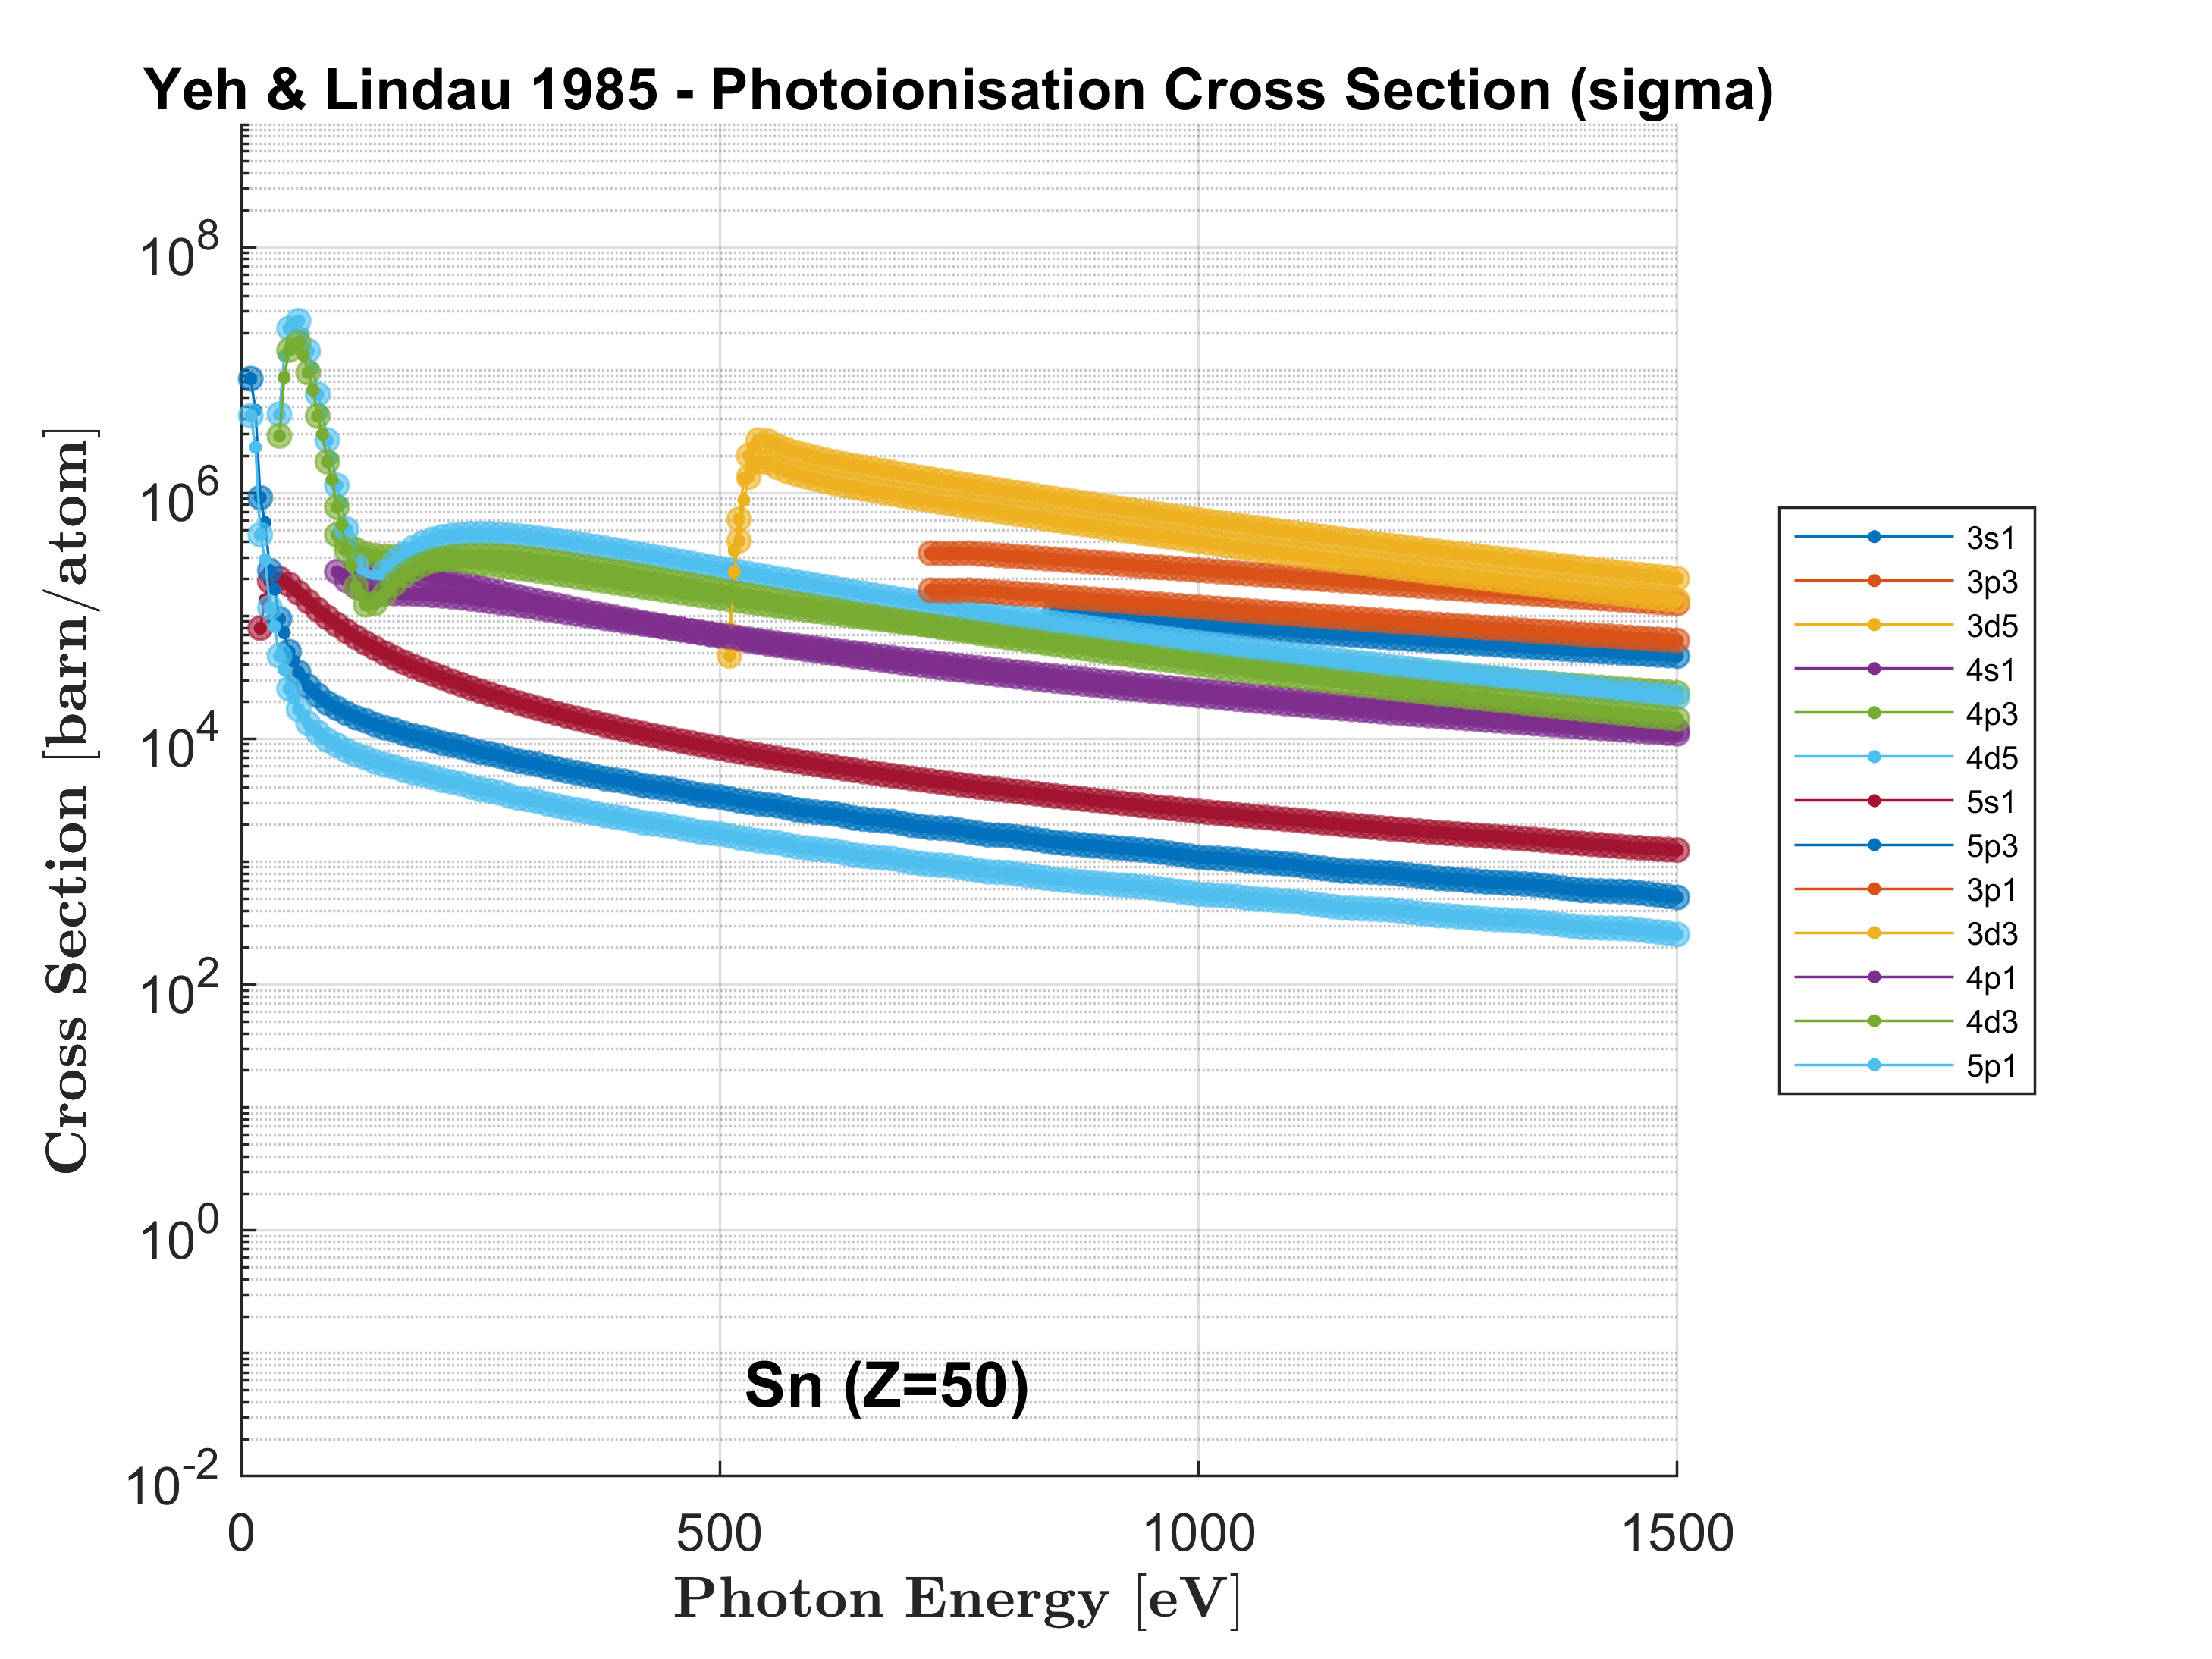 Yeh & Lindau 1985 - Photoionisation Cross Section (sigma)
Cross Section [barn/atom]
10^8
10^6
10^4
10^2
10^0
10^-2
0 500 1000 1500
Photon Energy [eV]
Sn (Z=50)
3s1
3p3
3d5
4s1
4p3
4d5
5s1
5p3
3p1
3d3
4p1
4d3
5p1